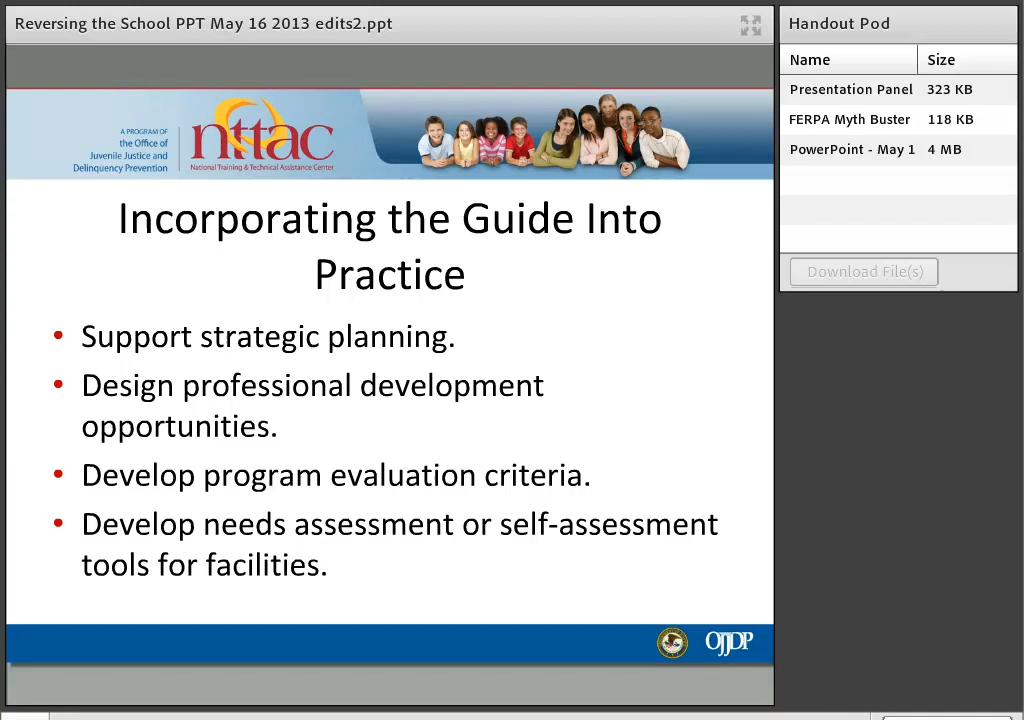 Reversing the School PPT May 16 2013 edits2.ppt
A PROGRAM OF
the Office of
Juvenile Justice and
Delinquency Prevention
nttac
National Training & Technical Assistance Center
Incorporating the Guide Into
Practice
• Support strategic planning.
• Design professional development
opportunities.
• Develop program evaluation criteria.
• Develop needs assessment or self-assessment
tools for facilities.
OJJDP
Handout Pod
Name Size
Presentation Panel 323 KB
FERPA Myth Buster 118 KB
PowerPoint - May 1 4 MB
Download File(s)